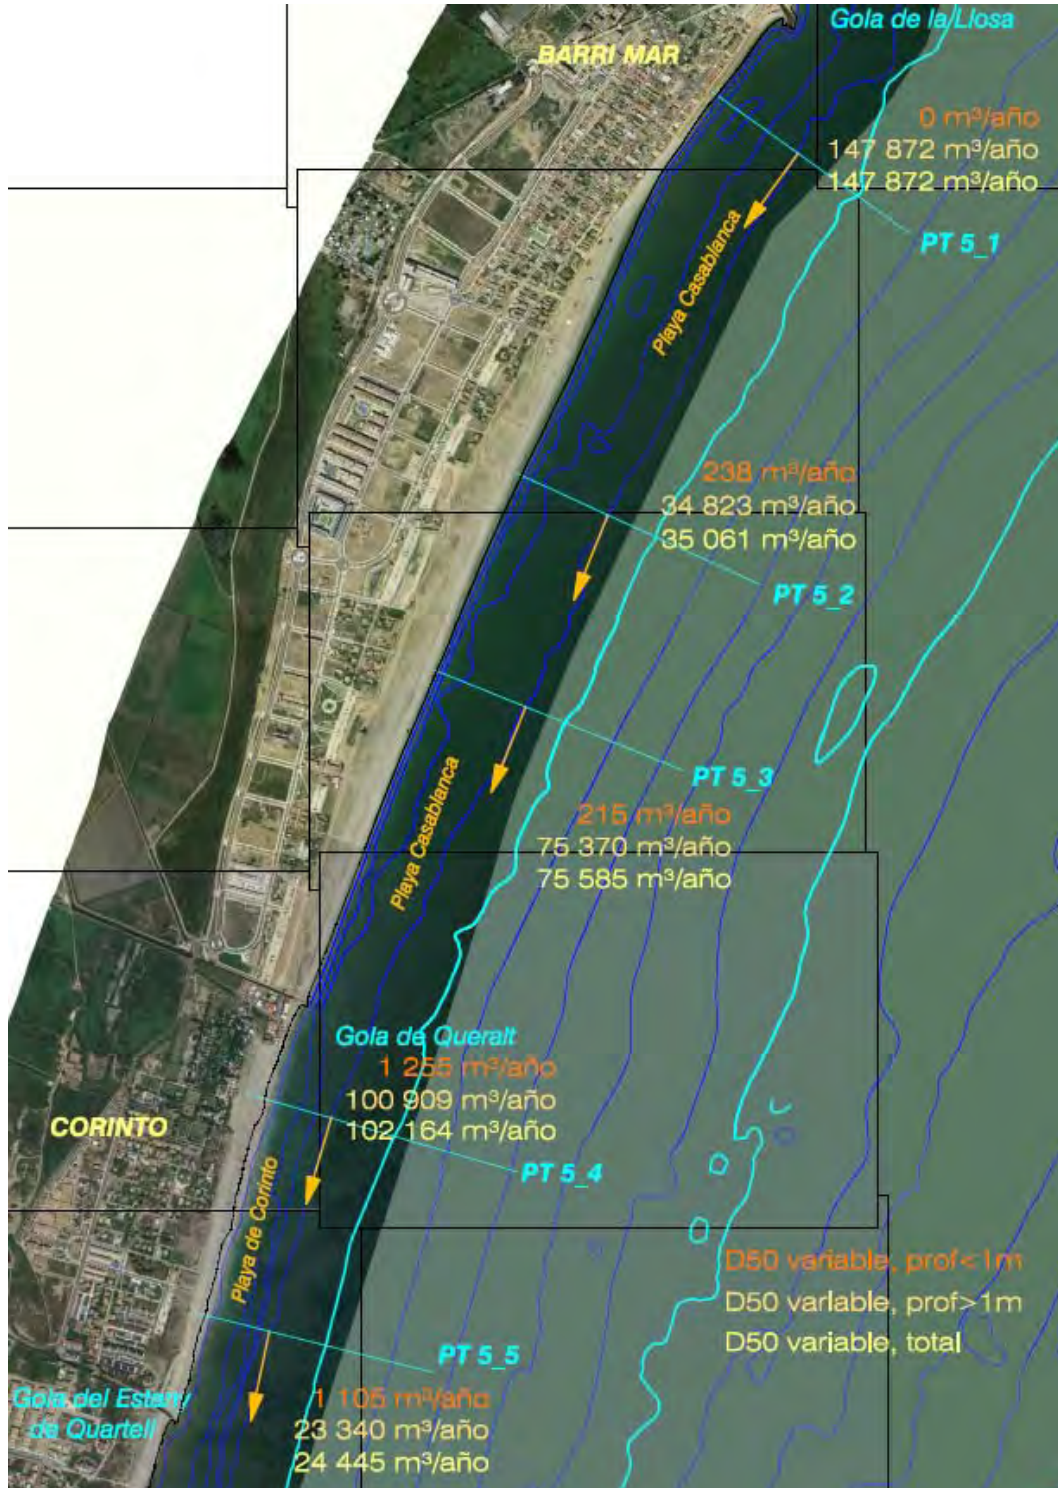 Gola de la Llosa
BARRI MAR
0 m³/año
147 872 m³/año
147 872 m³/año
PT 5_1
Playa Casablanca
238 m³/año
34 823 m³/año
35 061 m³/año
PT 5_2
PT 5_3
Playa Casablanca
215 m³/año
75 370 m³/año
75 585 m³/año
Gola de Queralt
1 255 m³/año
100 909 m³/año
102 164 m³/año
CORINTO
PT 5_4
Playa de Corinto
D50 variable, prof<1m
D50 variable, prof>1m
D50 variable, total
PT 5_5
Gola del Estany
de Quartell
1 105 m³/año
23 340 m³/año
24 445 m³/año